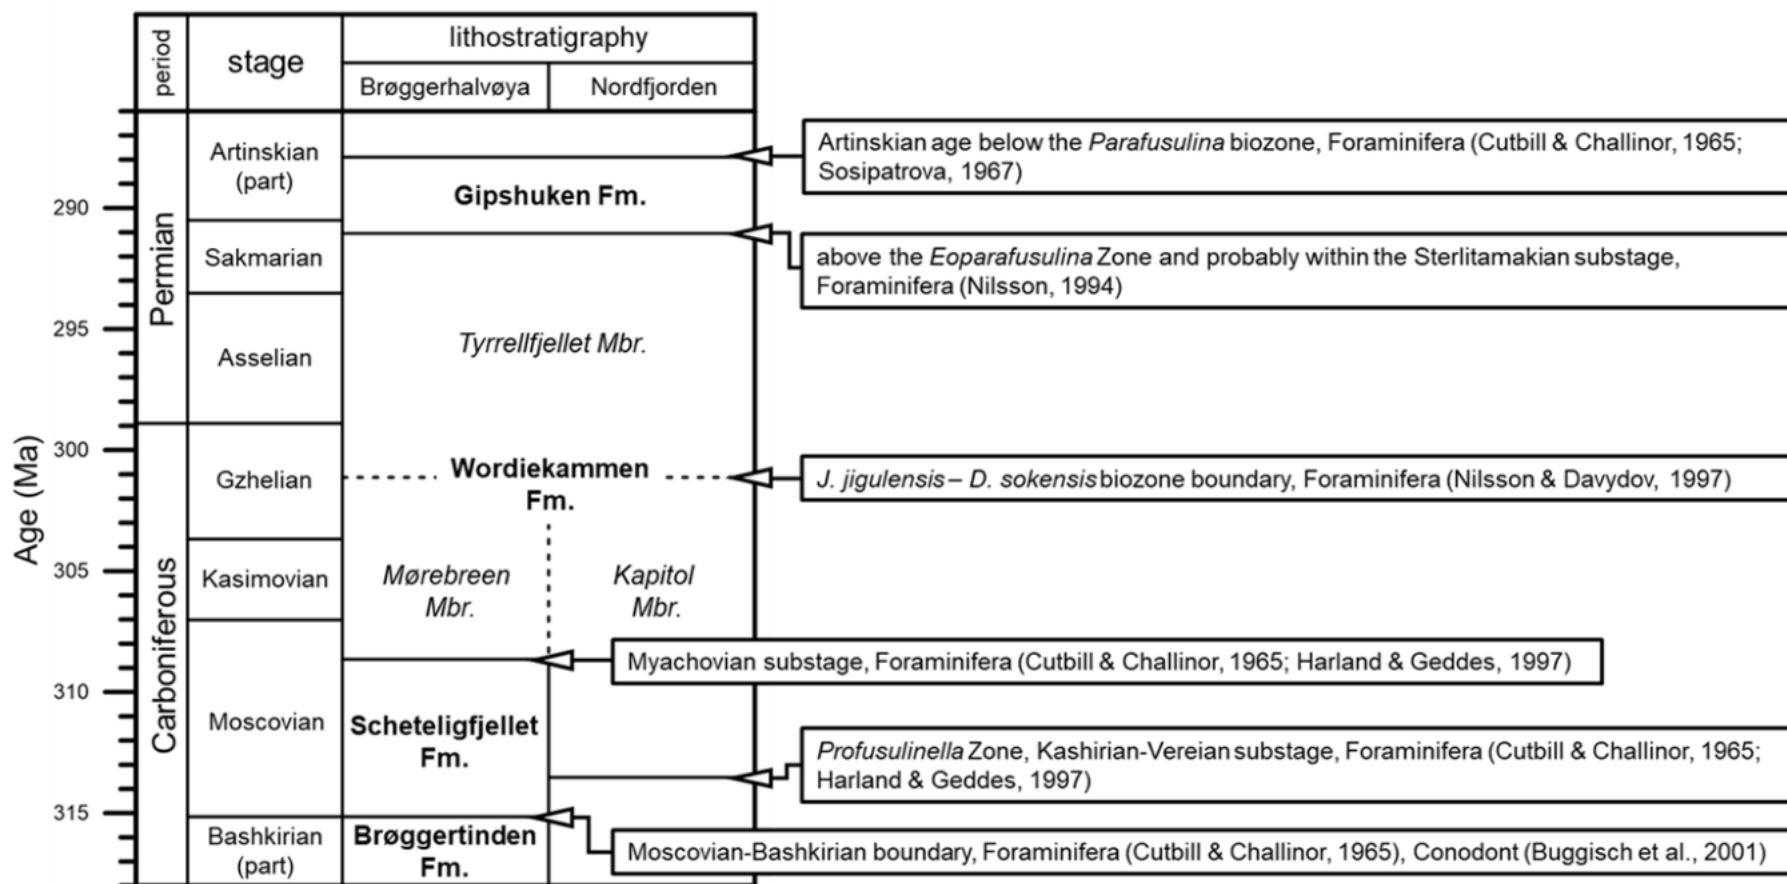 period
stage
lithostratigraphy
Brøggerhalvøya
Nordfjorden
Age (Ma)
290
295
300
305
310
315
Permian
Carboniferous
Artinskian
(part)
Sakmarian
Asselian
Gzhelian
Kasimovian
Moscovian
Bashkirian
(part)
Gipshuken Fm.
Tyrrellfjellet Mbr.
Wordiekammen
Fm.
Mørebreen
Mbr.
Kapitol
Mbr.
Scheteligfjellet
Fm.
Brøggertinden
Fm.
Artinskian age below the Parafusulina biozone, Foraminifera (Cutbill & Challinor, 1965;
Sosipatrova, 1967)
above the Eoparafusulina Zone and probably within the Sterlitamakian substage,
Foraminifera (Nilsson, 1994)
J. jigulensis – D. sokensis biozone boundary, Foraminifera (Nilsson & Davydov, 1997)
Myachovian substage, Foraminifera (Cutbill & Challinor, 1965; Harland & Geddes, 1997)
Profusulinella Zone, Kashirian-Vereian substage, Foraminifera (Cutbill & Challinor, 1965;
Harland & Geddes, 1997)
Moscovian-Bashkirian boundary, Foraminifera (Cutbill & Challinor, 1965), Conodont (Buggisch et al., 2001)